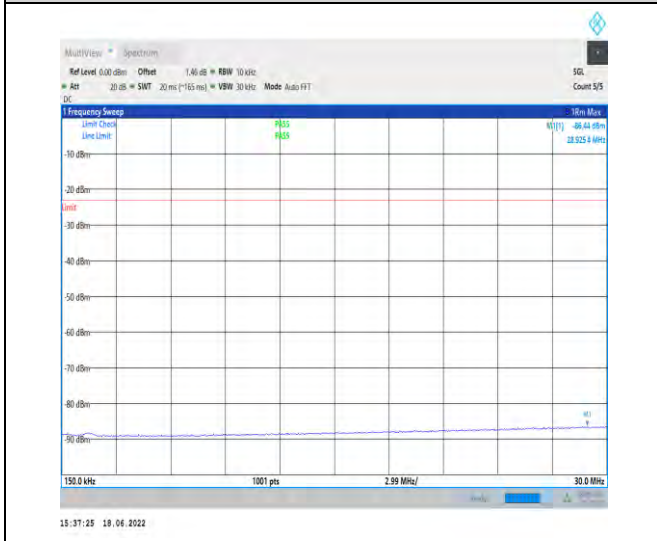 MultiView Spectrum
Ref Level 0.00 dBm Offset 1.46 dB RBW 10 kHz SGL
Att 20 dB SWT 20 ms (~165 ms) VBW 30 kHz Mode Auto FFT Count 5/5
DC
1 Frequency Sweep 1Rm Max
Limit Check PASS M1[1] -86.44 dBm
Line Limit PASS 28.925 0 MHz
-10 dBm
-20 dBm
Limit
-30 dBm
-40 dBm
-50 dBm
-60 dBm
-70 dBm
-80 dBm
M1
-90 dBm
150.0 kHz 1001 pts 2.99 MHz/ 30.0 MHz
15:37:25 18.06.2022